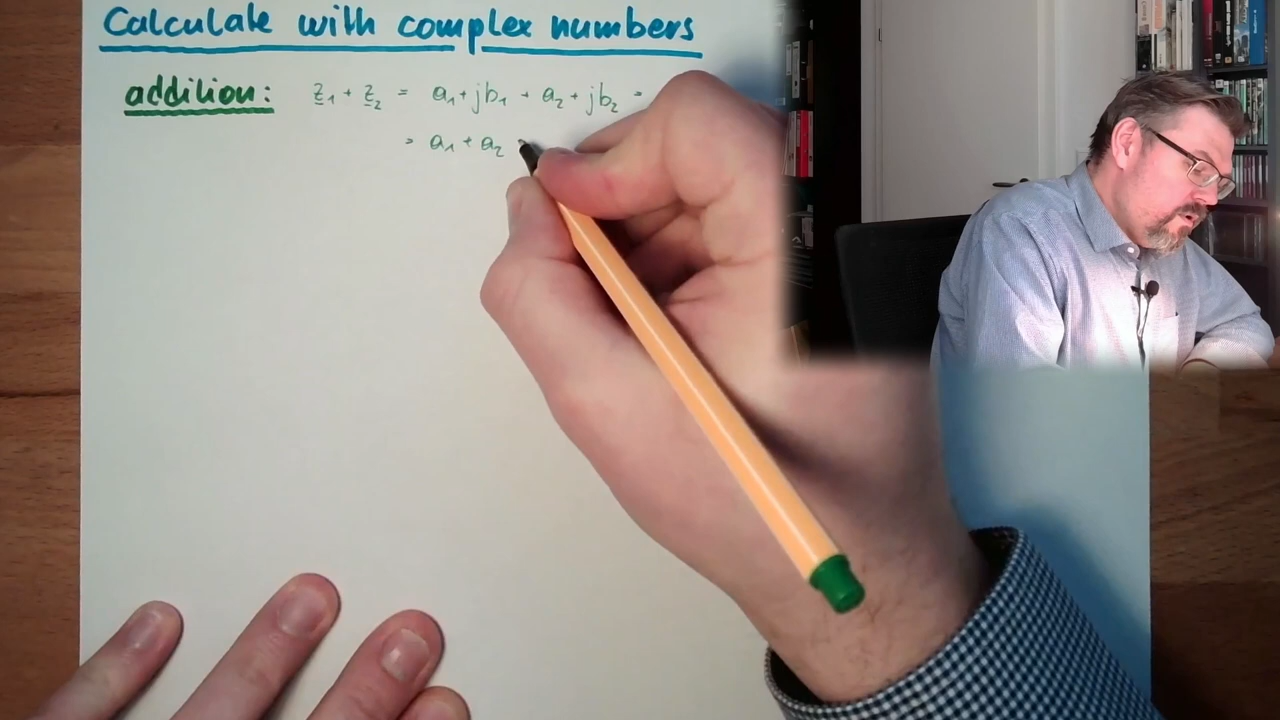 Calculate with complex numbers
addition: z₁ + z₂ = a₁ + jb₁ + a₂ + jb₂ =
= a₁ + a₂